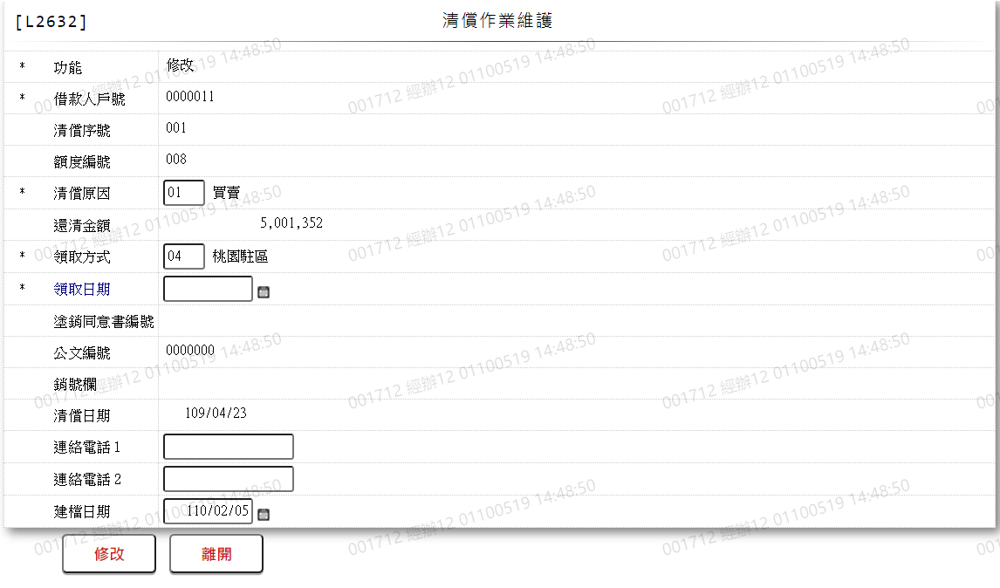 [L2632]
清償作業維護
* 功能 修改
* 借款人戶號 0000011
清償序號 001
額度編號 008
* 清償原因 01 買賣
還清金額 5,001,352
* 領取方式 04 桃園駐區
* 領取日期
塗銷同意書編號
公文編號 0000000
銷號欄
清償日期 109/04/23
連絡電話 1
連絡電話 2
建檔日期 110/02/05
修改 離開
001712 經辦12 01100519 14:48:50